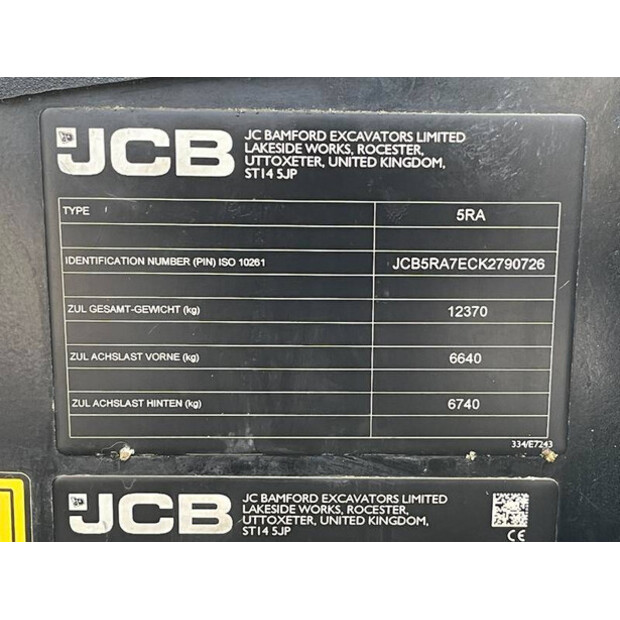 JCB
JC BAMFORD EXCAVATORS LIMITED
LAKESIDE WORKS, ROCESTER,
UTTOXETER, UNITED KINGDOM,
ST14 5JP
TYPE 5RA
IDENTIFICATION NUMBER (PIN) ISO 10261 JCB5RA7ECK2790726
ZUL GESAMT-GEWICHT (kg) 12370
ZUL ACHSLAST VORNE (kg) 6640
ZUL ACHSLAST HINTEN (kg) 6740
334/E7243
JCB
JC BAMFORD EXCAVATORS LIMITED
LAKESIDE WORKS, ROCESTER,
UTTOXETER, UNITED KINGDOM,
ST14 5JP
CE